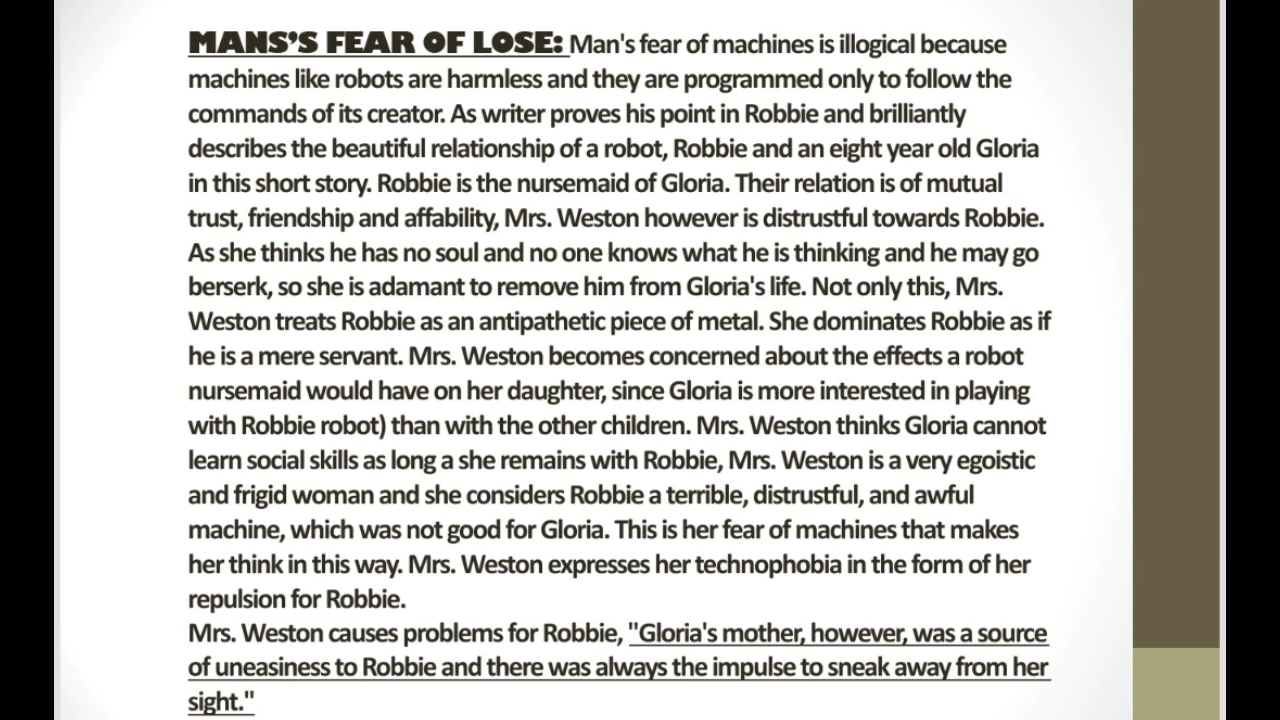 MANS'S FEAR OF LOSE: Man's fear of machines is illogical because
machines like robots are harmless and they are programmed only to follow the
commands of its creator. As writer proves his point in Robbie and brilliantly
describes the beautiful relationship of a robot, Robbie and an eight year old Gloria
in this short story. Robbie is the nursemaid of Gloria. Their relation is of mutual
trust, friendship and affability, Mrs. Weston however is distrustful towards Robbie.
As she thinks he has no soul and no one knows what he is thinking and he may go
berserk, so she is adamant to remove him from Gloria's life. Not only this, Mrs.
Weston treats Robbie as an antipathetic piece of metal. She dominates Robbie as if
he is a mere servant. Mrs. Weston becomes concerned about the effects a robot
nursemaid would have on her daughter, since Gloria is more interested in playing
with Robbie robot) than with the other children. Mrs. Weston thinks Gloria cannot
learn social skills as long a she remains with Robbie, Mrs. Weston is a very egoistic
and frigid woman and she considers Robbie a terrible, distrustful, and awful
machine, which was not good for Gloria. This is her fear of machines that makes
her think in this way. Mrs. Weston expresses her technophobia in the form of her
repulsion for Robbie.
Mrs. Weston causes problems for Robbie, "Gloria's mother, however, was a source
of uneasiness to Robbie and there was always the impulse to sneak away from her
sight."